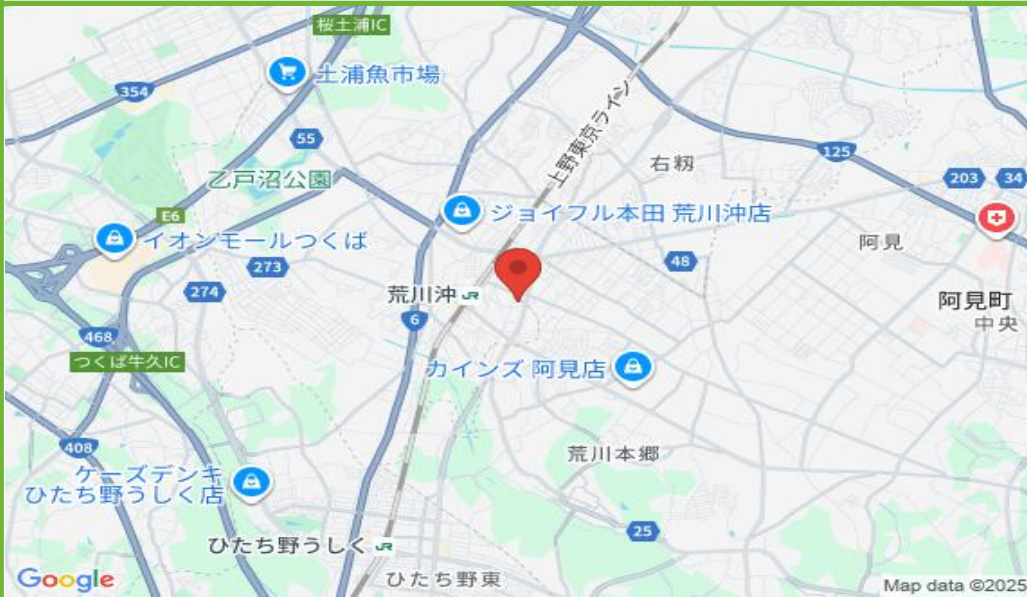 桜土浦IC
土浦魚市場
354
55
上野東京ライン
右籾
125
203
34
乙戸沼公園
E6
ジョイフル本田 荒川沖店
イオンモールつくば
阿見
273
48
274
荒川沖 JR
6
阿見町
中央
468
つくば牛久IC
カインズ 阿見店
408
荒川本郷
ケーズデンキ
ひたち野うしく店
25
ひたち野うしく JR
ひたち野東
Google
Map data ©2025